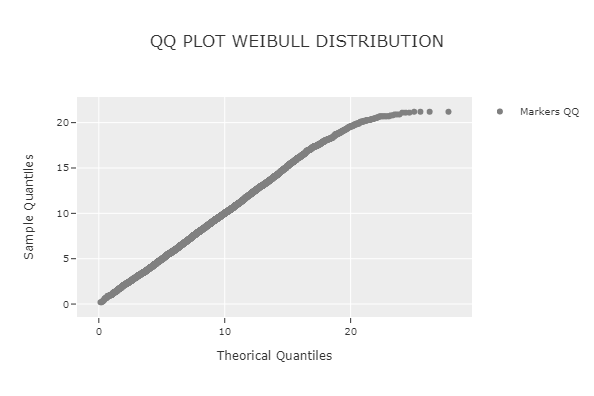 QQ PLOT WEIBULL DISTRIBUTION
Markers QQ
20
15
10
5
0
Sample Quantiles
0
10
20
Theorical Quantiles